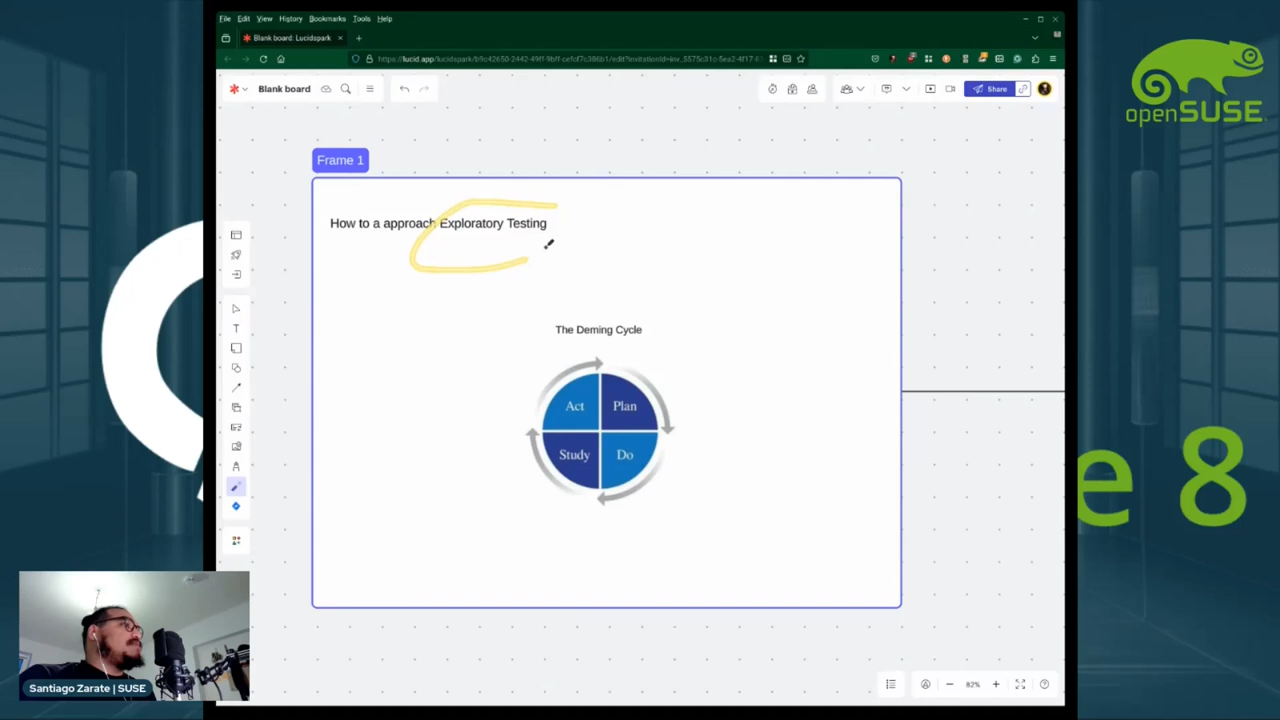 File Edit View History Bookmarks Tools Help
Blank board: Lucidspark
Blank board
Share
openSUSE
Frame 1
How to a approach Exploratory Testing
The Deming Cycle
Act Plan
Study Do
e 8
82%
Santiago Zarate | SUSE